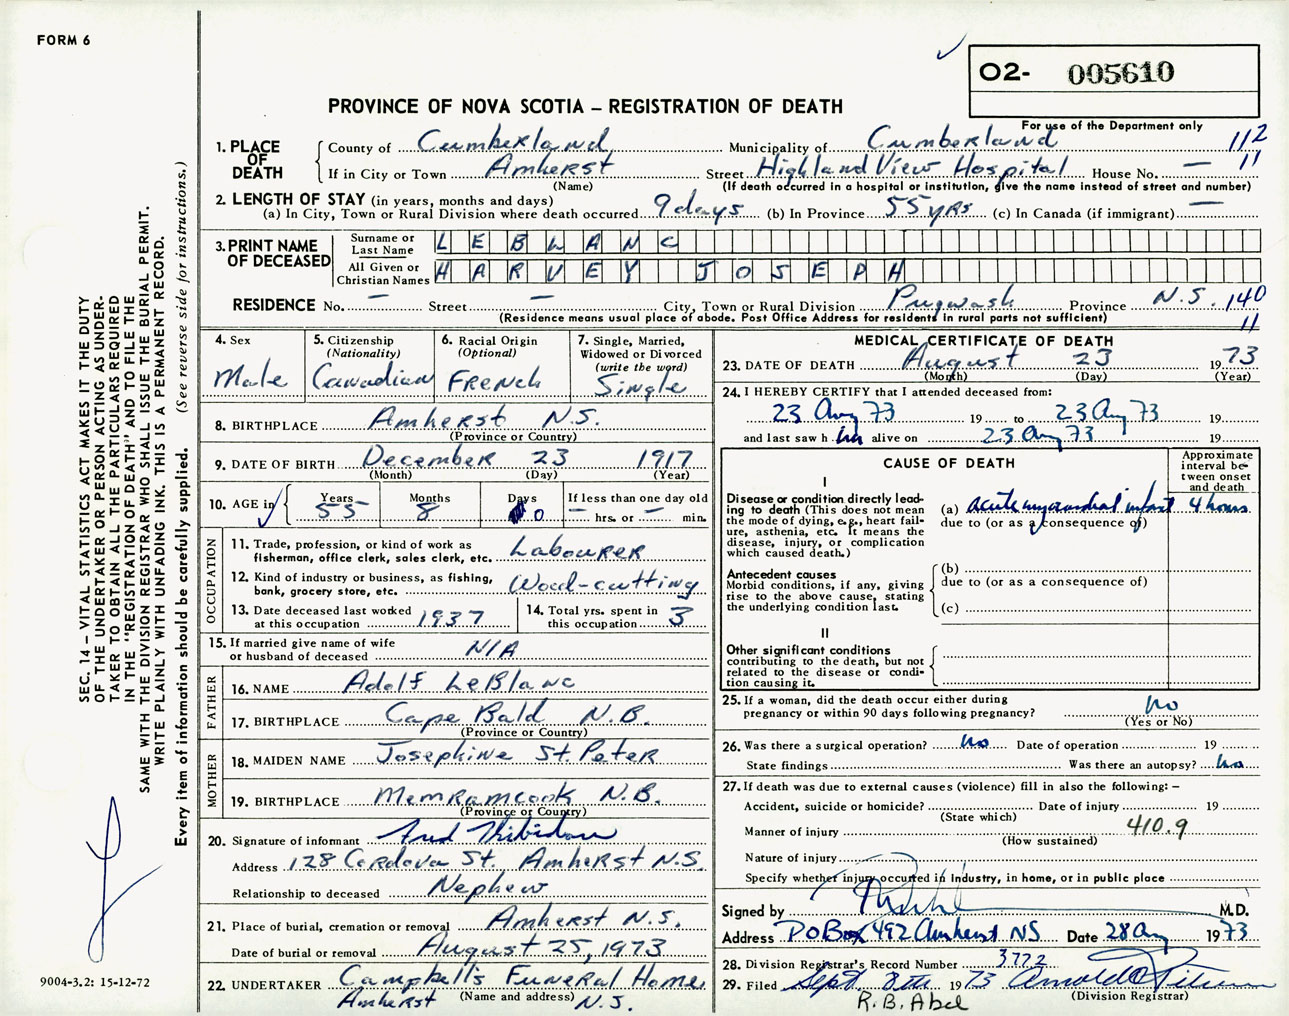 FORM 6
O2- 005610
For use of the Department only
PROVINCE OF NOVA SCOTIA – REGISTRATION OF DEATH
1. PLACE OF DEATH
County of Cumberland Municipality of Cumberland 112
If in City or Town Amherst Street Highland View Hospital House No. — 11
(Name) (If death occurred in a hospital or institution, give the name instead of street and number)
2. LENGTH OF STAY (in years, months and days)
(a) In City, Town or Rural Division where death occurred 9 days (b) In Province 55 yRs (c) In Canada (if immigrant) —
3. PRINT NAME OF DECEASED
Surname or Last Name LEBLANC
All Given or Christian Names HARVEY JOSEPH
RESIDENCE No. — Street — City, Town or Rural Division Pugwash Province N.S. 140
(Residence means usual place of abode. Post Office Address for residents in rural parts not sufficient) 11
4. Sex
Male
5. Citizenship
(Nationality)
Canadian
6. Racial Origin
(Optional)
French
7. Single, Married,
Widowed or Divorced
(write the word)
Single
8. BIRTHPLACE Amherst N.S.
(Province or Country)
9. DATE OF BIRTH December 23 1917
(Month) (Day) (Year)
10. AGE in Years 55 Months 8 Days 0 If less than one day old
— hrs. or — min.
OCCUPATION
11. Trade, profession, or kind of work as
fisherman, office clerk, sales clerk, etc. Labourer
12. Kind of industry or business, as fishing,
bank, grocery store, etc. Wood-cutting
13. Date deceased last worked
at this occupation 1937
14. Total yrs. spent in
this occupation 3
15. If married give name of wife
or husband of deceased N/A
FATHER
16. NAME Adolf LeBlanc
17. BIRTHPLACE Cape Bald N.B.
(Province or Country)
MOTHER
18. MAIDEN NAME Josephine St. Peter
19. BIRTHPLACE Memramcook N.B.
(Province or Country)
20. Signature of informant Fred Thibideau
Address 128 Cordova St. Amherst N.S.
Relationship to deceased Nephew
21. Place of burial, cremation or removal Amherst N.S.
Date of burial or removal August 25, 1973
22. UNDERTAKER Campbell's Funeral Home,
(Name and address)
Amherst N.S.
MEDICAL CERTIFICATE OF DEATH
23. DATE OF DEATH August 23 1973
(Month) (Day) (Year)
24. I HEREBY CERTIFY that I attended deceased from:
23 Aug 73 19 to 23 Aug 73 19
and last saw h im alive on 23 Aug 73 19
CAUSE OF DEATH
Approximate interval between onset and death
I
Disease or condition directly lead-
ing to death (This does not mean
the mode of dying, e.g., heart fail-
ure, asthenia, etc. It means the
disease, injury, or complication
which caused death.)
(a) acute myocardial infarct 4 hours
due to (or as a consequence of)
Antecedent causes
Morbid conditions, if any, giving
rise to the above cause, stating
the underlying condition last.
(b)
due to (or as a consequence of)
(c)
II
Other significant conditions
contributing to the death, but not
related to the disease or condi-
tion causing it.
25. If a woman, did the death occur either during
pregnancy or within 90 days following pregnancy? no
(Yes or No)
26. Was there a surgical operation? no Date of operation 19
State findings Was there an autopsy? no
27. If death was due to external causes (violence) fill in also the following: –
Accident, suicide or homicide? Date of injury 19
(State which)
Manner of injury 410.9
(How sustained)
Nature of injury
Specify whether injury occurred in industry, in home, or in public place
Signed by M.D.
Address P O Box 492 Amherst NS Date 28 Aug 1973
28. Division Registrar's Record Number 3772
29. Filed Sept 8th 1973 Arnold
(Division Registrar)
R. B. Abel
SEC. 14 – VITAL STATISTICS ACT MAKES IT THE DUTY
OF THE UNDERTAKER OR PERSON ACTING AS UNDER-
TAKER TO OBTAIN ALL THE PARTICULARS REQUIRED
IN THE "REGISTRATION OF DEATH" AND TO FILE THE
SAME WITH THE DIVISION REGISTRAR WHO SHALL ISSUE THE BURIAL PERMIT.
WRITE PLAINLY WITH UNFADING INK. THIS IS A PERMANENT RECORD.
Every item of information should be carefully supplied. (See reverse side for instructions.)
9004-3.2: 15-12-72